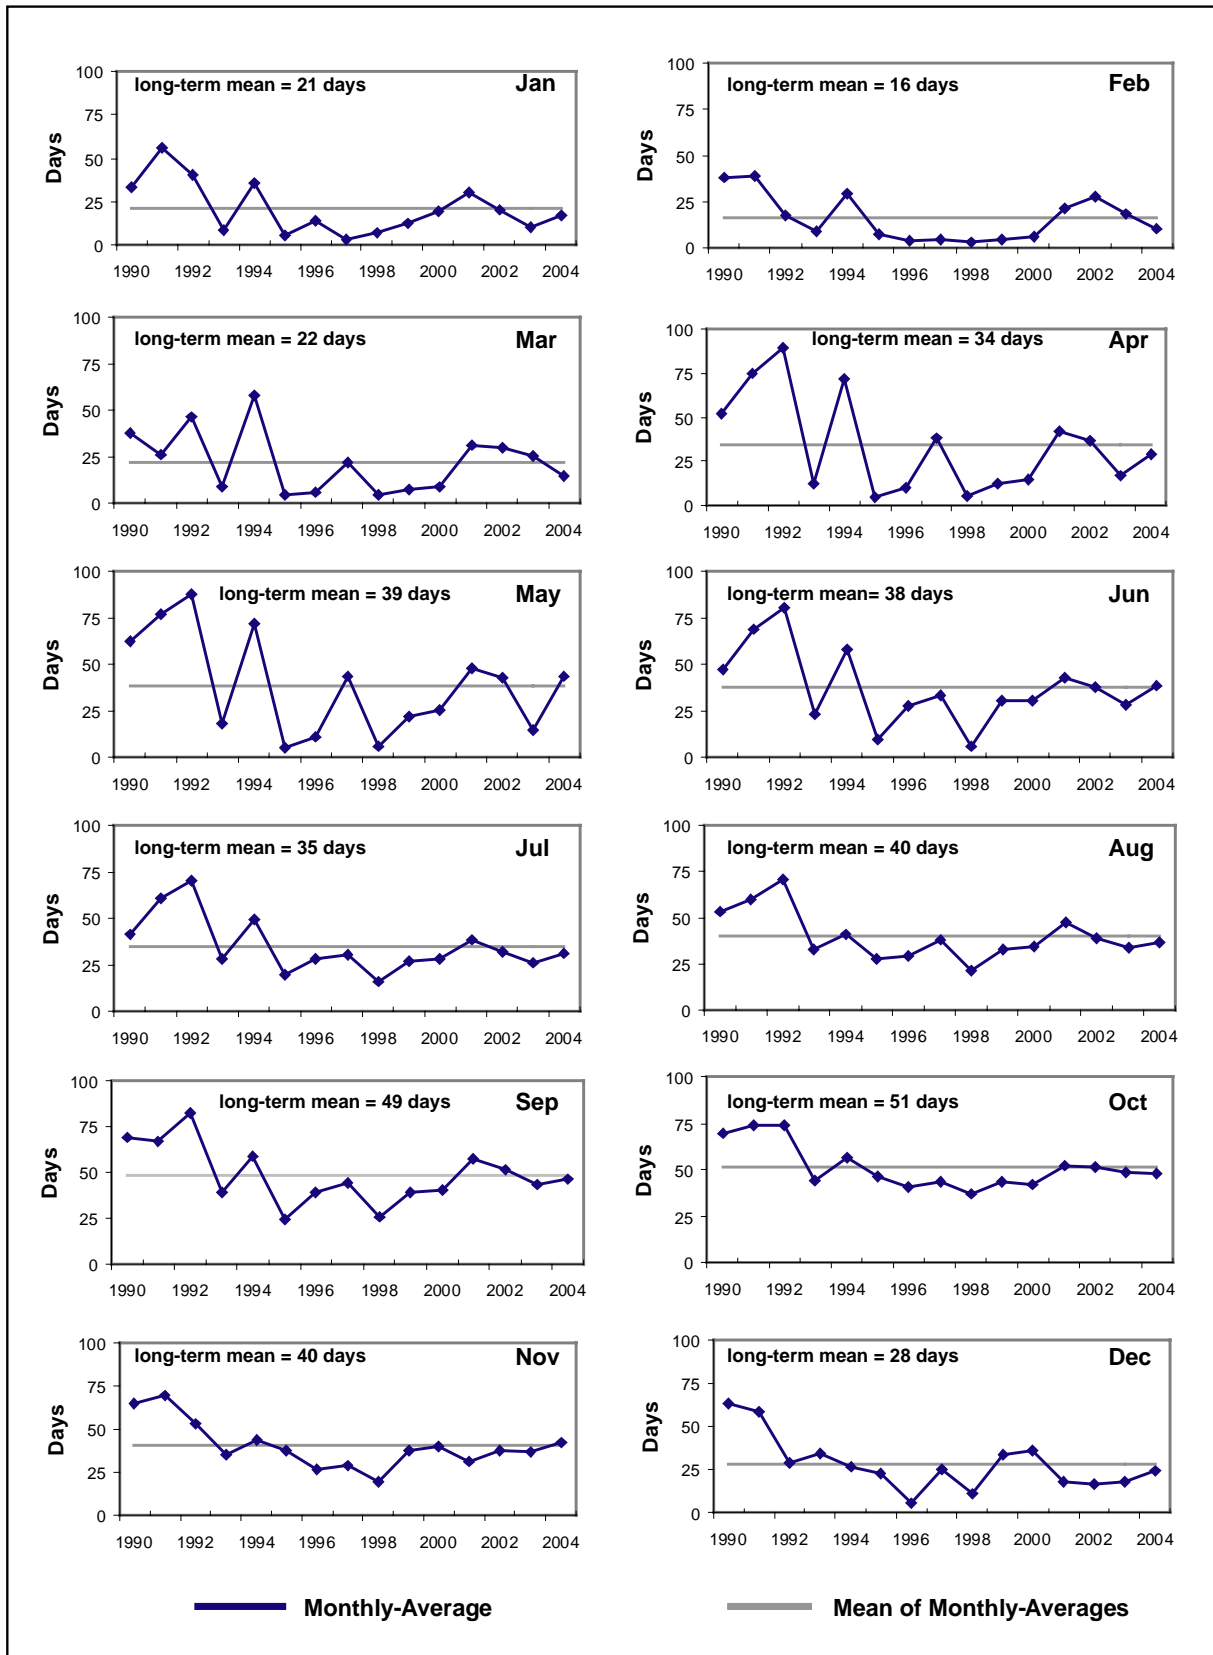 long-term mean = 21 days Jan
Days
100
75
50
25
0
1990 1992 1994 1996 1998 2000 2002 2004
long-term mean = 16 days Feb
Days
100
75
50
25
0
1990 1992 1994 1996 1998 2000 2002 2004
long-term mean = 22 days Mar
Days
100
75
50
25
0
1990 1992 1994 1996 1998 2000 2002 2004
long-term mean = 34 days Apr
Days
100
75
50
25
0
1990 1992 1994 1996 1998 2000 2002 2004
long-term mean = 39 days May
Days
100
75
50
25
0
1990 1992 1994 1996 1998 2000 2002 2004
long-term mean= 38 days Jun
Days
100
75
50
25
0
1990 1992 1994 1996 1998 2000 2002 2004
long-term mean = 35 days Jul
Days
100
75
50
25
0
1990 1992 1994 1996 1998 2000 2002 2004
long-term mean = 40 days Aug
Days
100
75
50
25
0
1990 1992 1994 1996 1998 2000 2002 2004
long-term mean = 49 days Sep
Days
100
75
50
25
0
1990 1992 1994 1996 1998 2000 2002 2004
long-term mean = 51 days Oct
Days
100
75
50
25
0
1990 1992 1994 1996 1998 2000 2002 2004
long-term mean = 40 days Nov
Days
100
75
50
25
0
1990 1992 1994 1996 1998 2000 2002 2004
long-term mean = 28 days Dec
Days
100
75
50
25
0
1990 1992 1994 1996 1998 2000 2002 2004
Monthly-Average
Mean of Monthly-Averages